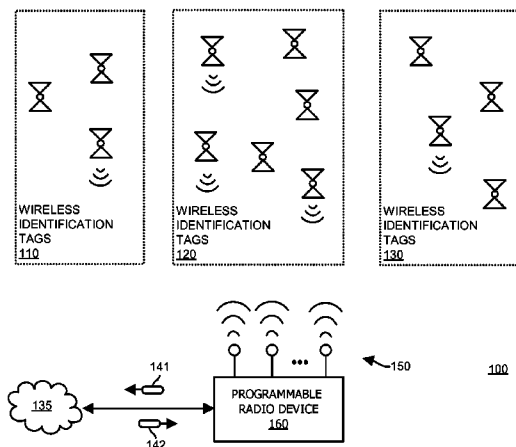 WIRELESS
IDENTIFICATION
TAGS
110
WIRELESS
IDENTIFICATION
TAGS
120
WIRELESS
IDENTIFICATION
TAGS
130
141
135
142
PROGRAMMABLE
RADIO DEVICE
160
150
100